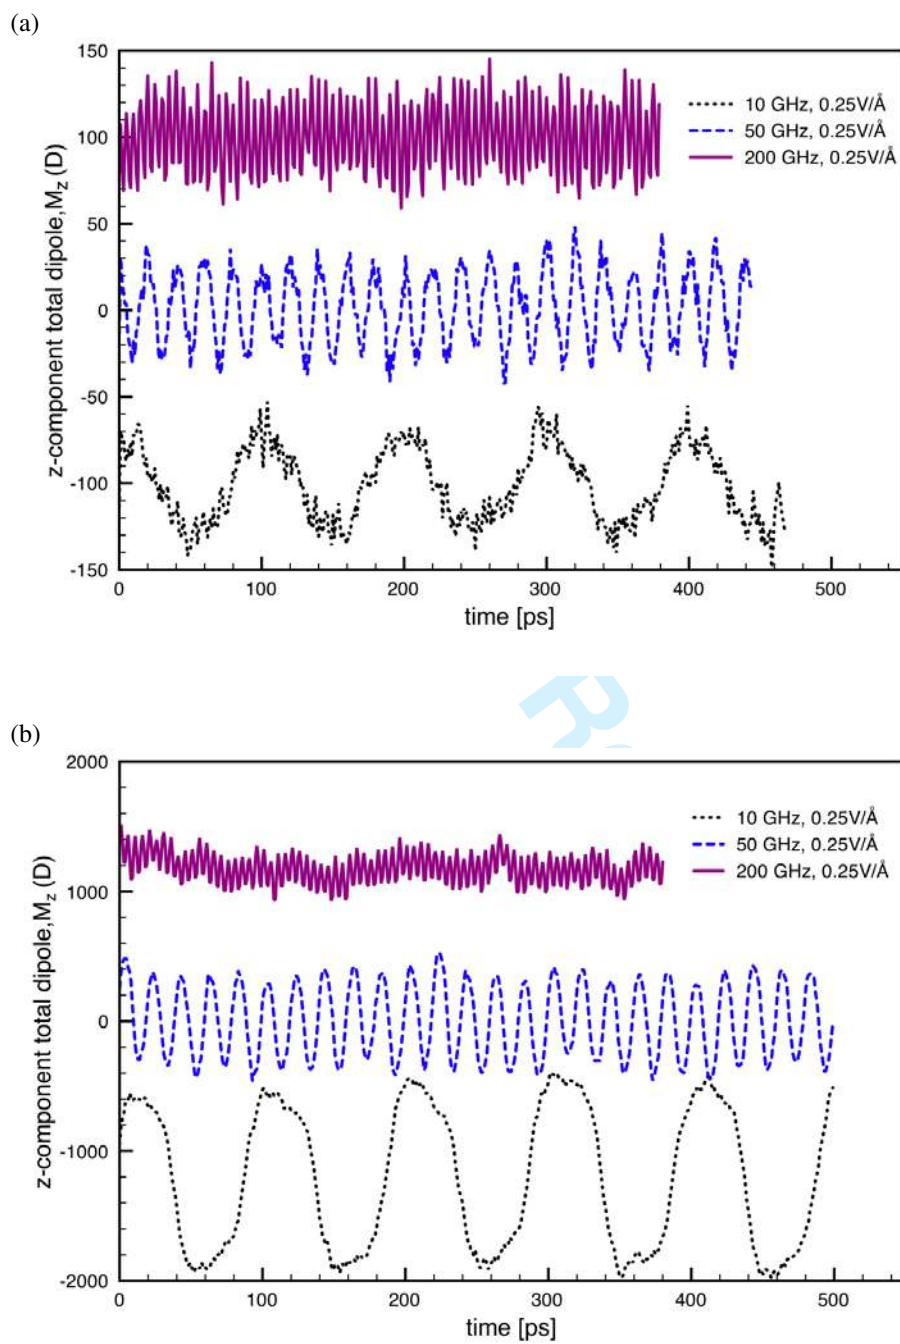 (a)
150
100
50
0
-50
-100
-150
z-component total dipole,M_z (D)
10 GHz, 0.25V/Å
50 GHz, 0.25V/Å
200 GHz, 0.25V/Å
0 100 200 300 400 500
time [ps]
(b)
2000
1000
0
-1000
-2000
z-component total dipole,M_z (D)
10 GHz, 0.25V/Å
50 GHz, 0.25V/Å
200 GHz, 0.25V/Å
0 100 200 300 400 500
time [ps]